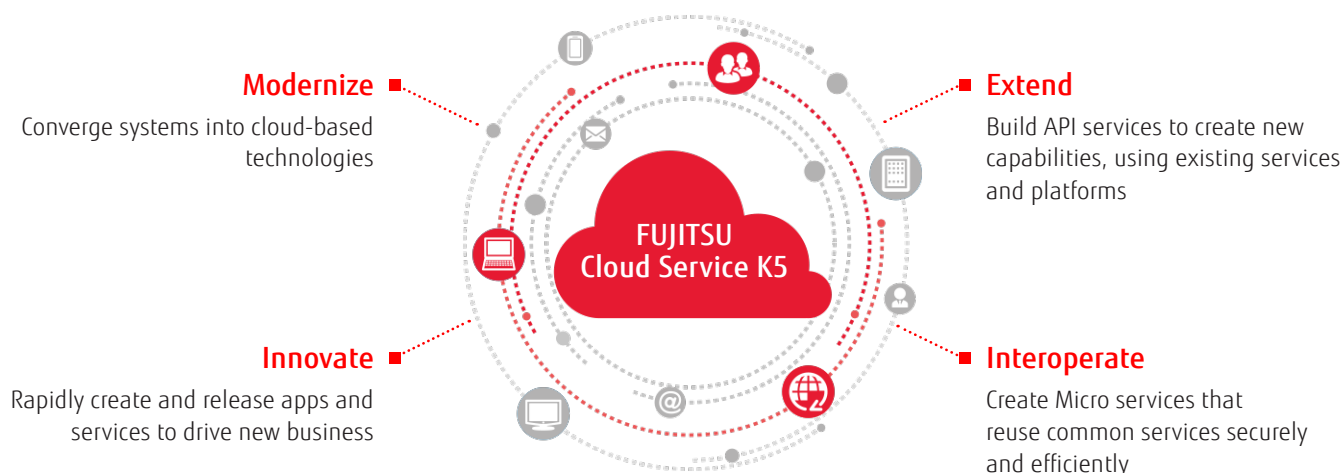 Modernize
Converge systems into cloud-based
technologies
Extend
Build API services to create new
capabilities, using existing services
and platforms
FUJITSU
Cloud Service K5
Innovate
Rapidly create and release apps and
services to drive new business
Interoperate
Create Micro services that
reuse common services securely
and efficiently
@